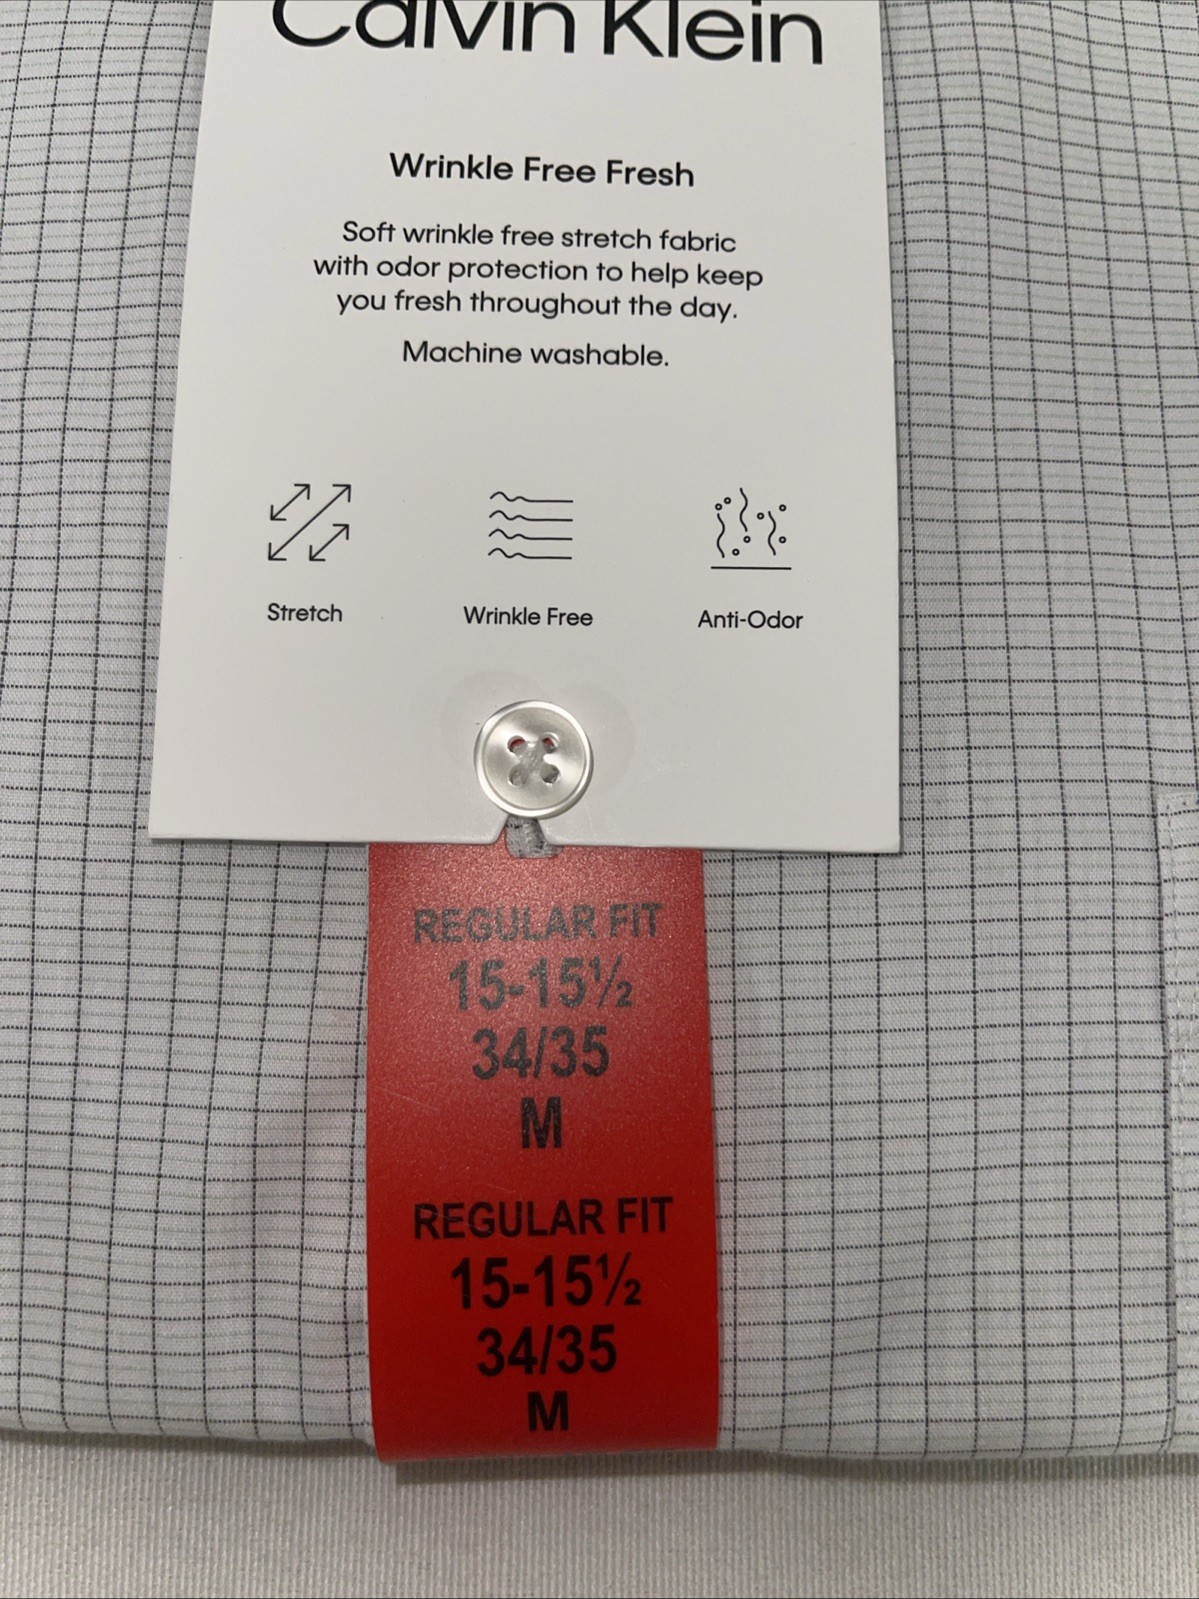 Calvin Klein
Wrinkle Free Fresh
Soft wrinkle free stretch fabric
with odor protection to help keep
you fresh throughout the day.
Machine washable.
Stretch
Wrinkle Free
Anti-Odor
REGULAR FIT
15-15½
34/35
M
REGULAR FIT
15-15½
34/35
M